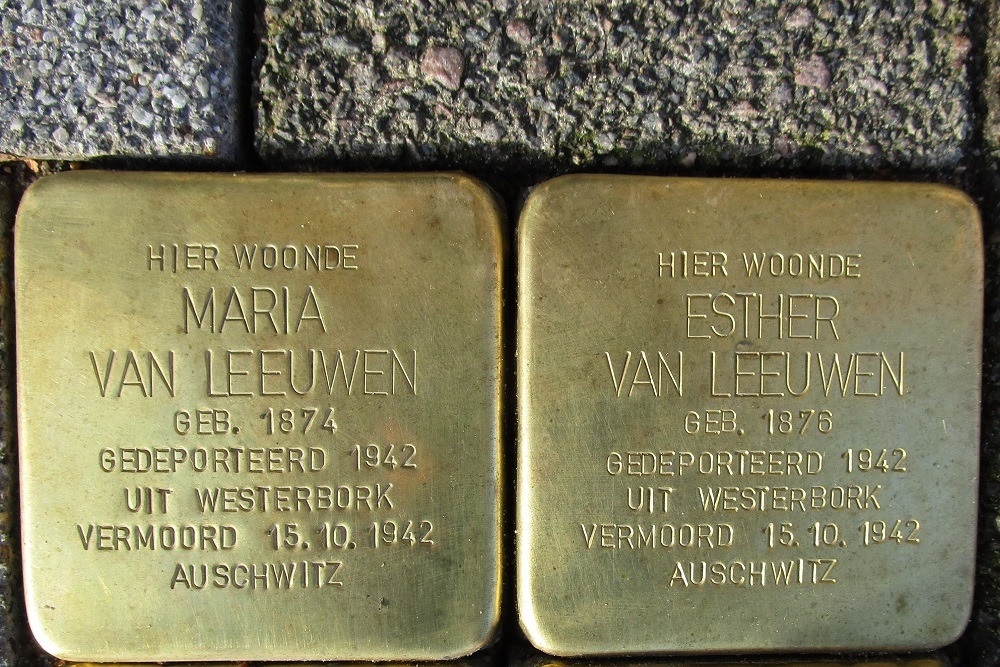 HIER WOONDE
MARIA
VAN LEEUWEN
GEB. 1874
GEDEPORTEERD 1942
UIT WESTERBORK
VERMOORD 15.10.1942
AUSCHWITZ
HIER WOONDE
ESTHER
VAN LEEUWEN
GEB. 1876
GEDEPORTEERD 1942
UIT WESTERBORK
VERMOORD 15.10.1942
AUSCHWITZ